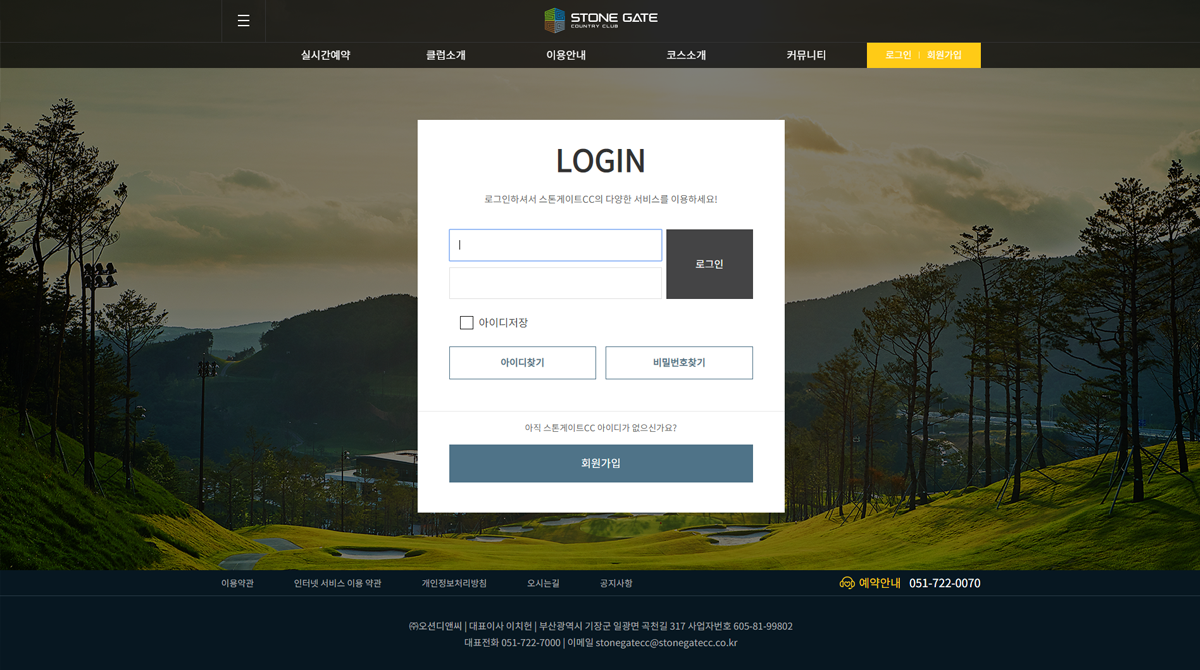 STONE GATE
COUNTRY CLUB
실시간예약
클럽소개
이용안내
코스소개
커뮤니티
로그인 | 회원가입
LOGIN
로그인하셔서 스톤게이트CC의 다양한 서비스를 이용하세요!
로그인
아이디저장
아이디찾기
비밀번호찾기
아직 스톤게이트CC 아이디가 없으신가요?
회원가입
이용약관
인터넷 서비스 이용 약관
개인정보처리방침
오시는길
공지사항
예약안내 051-722-0070
㈜오션디앤씨 | 대표이사 이치헌 | 부산광역시 기장군 일광면 곡천길 317 사업자번호 605-81-99802
대표전화 051-722-7000 | 이메일 stonegatecc@stonegatecc.co.kr